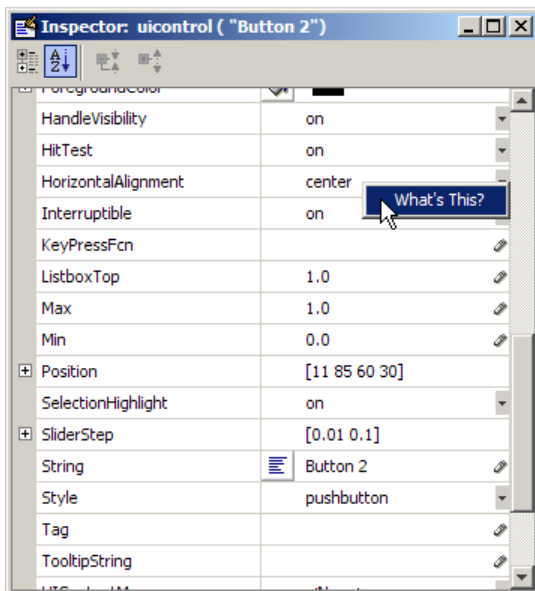 Inspector: uicontrol ( "Button 2")
ForegroundColor
HandleVisibility on
HitTest on
HorizontalAlignment center
What's This?
Interruptible on
KeyPressFcn
ListboxTop 1.0
Max 1.0
Min 0.0
Position [11 85 60 30]
SelectionHighlight on
SliderStep [0.01 0.1]
String Button 2
Style pushbutton
Tag
TooltipString